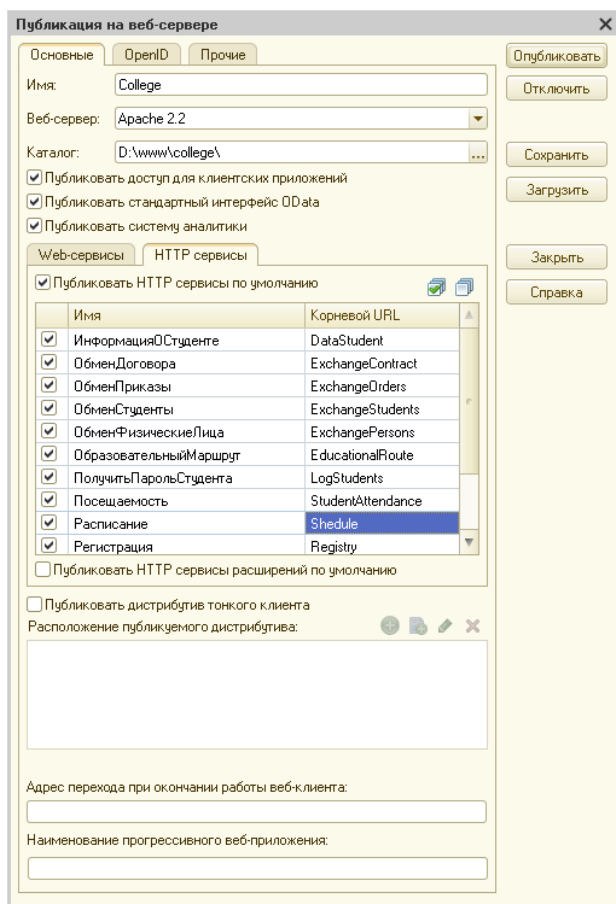 Публикация на веб-сервере
Основные OpenID Прочие
Опубликовать
Имя: College
Отключить
Веб-сервер: Apache 2.2
Каталог: D:\www\college\ ...
Сохранить
Публиковать доступ для клиентских приложений
Загрузить
Публиковать стандартный интерфейс OData
Публиковать систему аналитики
Web-сервисы HTTP сервисы
Закрыть
Публиковать HTTP сервисы по умолчанию
Справка
Имя Корневой URL
ИнформацияОСтуденте DataStudent
ОбменДоговора ExchangeContract
ОбменПриказы ExchangeOrders
ОбменСтуденты ExchangeStudents
ОбменФизическиеЛица ExchangePersons
ОбразовательныйМаршрут EducationalRoute
ПолучитьПарольСтудента LogStudents
Посещаемость StudentAttendance
Расписание Shedule
Регистрация Registry
Публиковать HTTP сервисы расширений по умолчанию
Публиковать дистрибутив тонкого клиента
Расположение публикуемого дистрибутива:
Адрес перехода при окончании работы веб-клиента:
Наименование прогрессивного веб-приложения: